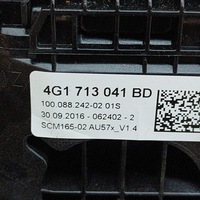 4G1 713 041 BD
100.088.242-02 01S
30.09.2016 - 062402 - 2
SCM165-02 AU57x_V1 4